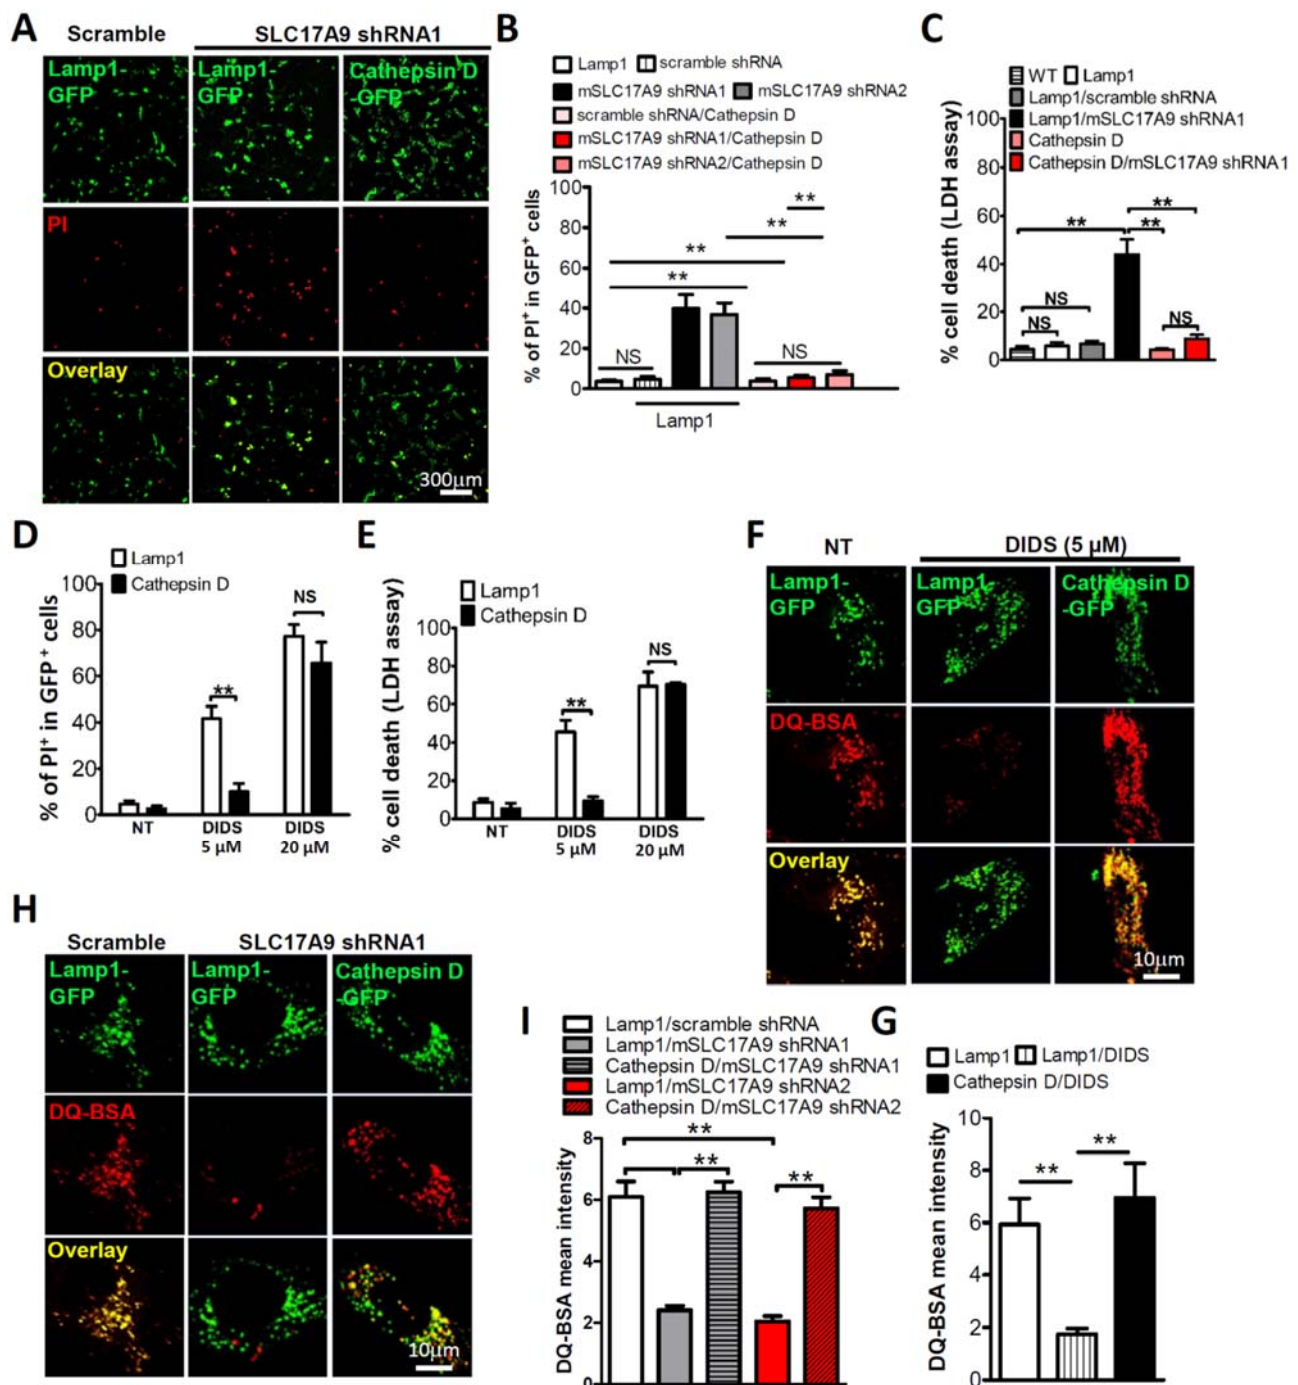 A
Scramble
SLC17A9 shRNA1
Lamp1-
GFP
Lamp1-
GFP
Cathepsin D
-GFP
PI
Overlay
300μm
B
Lamp1
scramble shRNA
mSLC17A9 shRNA1
mSLC17A9 shRNA2
scramble shRNA/Cathepsin D
mSLC17A9 shRNA1/Cathepsin D
mSLC17A9 shRNA2/Cathepsin D
% of PI+ in GFP+ cells
100
80
60
40
20
0
**
**
**
**
NS
NS
Lamp1
C
WT
Lamp1
Lamp1/scramble shRNA
Lamp1/mSLC17A9 shRNA1
Cathepsin D
Cathepsin D/mSLC17A9 shRNA1
% cell death (LDH assay)
100
80
60
40
20
0
**
**
**
NS
NS
NS
D
Lamp1
Cathepsin D
% of PI+ in GFP+ cells
100
80
60
40
20
0
**
NS
NT
DIDS
5 μM
DIDS
20 μM
E
Lamp1
Cathepsin D
% cell death (LDH assay)
100
80
60
40
20
0
**
NS
NT
DIDS
5 μM
DIDS
20 μM
F
NT
DIDS (5 μM)
Lamp1-
GFP
Lamp1-
GFP
Cathepsin D
-GFP
DQ-BSA
Overlay
10μm
H
Scramble
SLC17A9 shRNA1
Lamp1-
GFP
Lamp1-
GFP
Cathepsin D
-GFP
DQ-BSA
Overlay
10μm
I
Lamp1/scramble shRNA
Lamp1/mSLC17A9 shRNA1
Cathepsin D/mSLC17A9 shRNA1
Lamp1/mSLC17A9 shRNA2
Cathepsin D/mSLC17A9 shRNA2
DQ-BSA mean intensity
8
6
4
2
0
**
**
**
G
Lamp1
Lamp1/DIDS
Cathepsin D/DIDS
DQ-BSA mean intensity
10
8
6
4
2
0
**
**